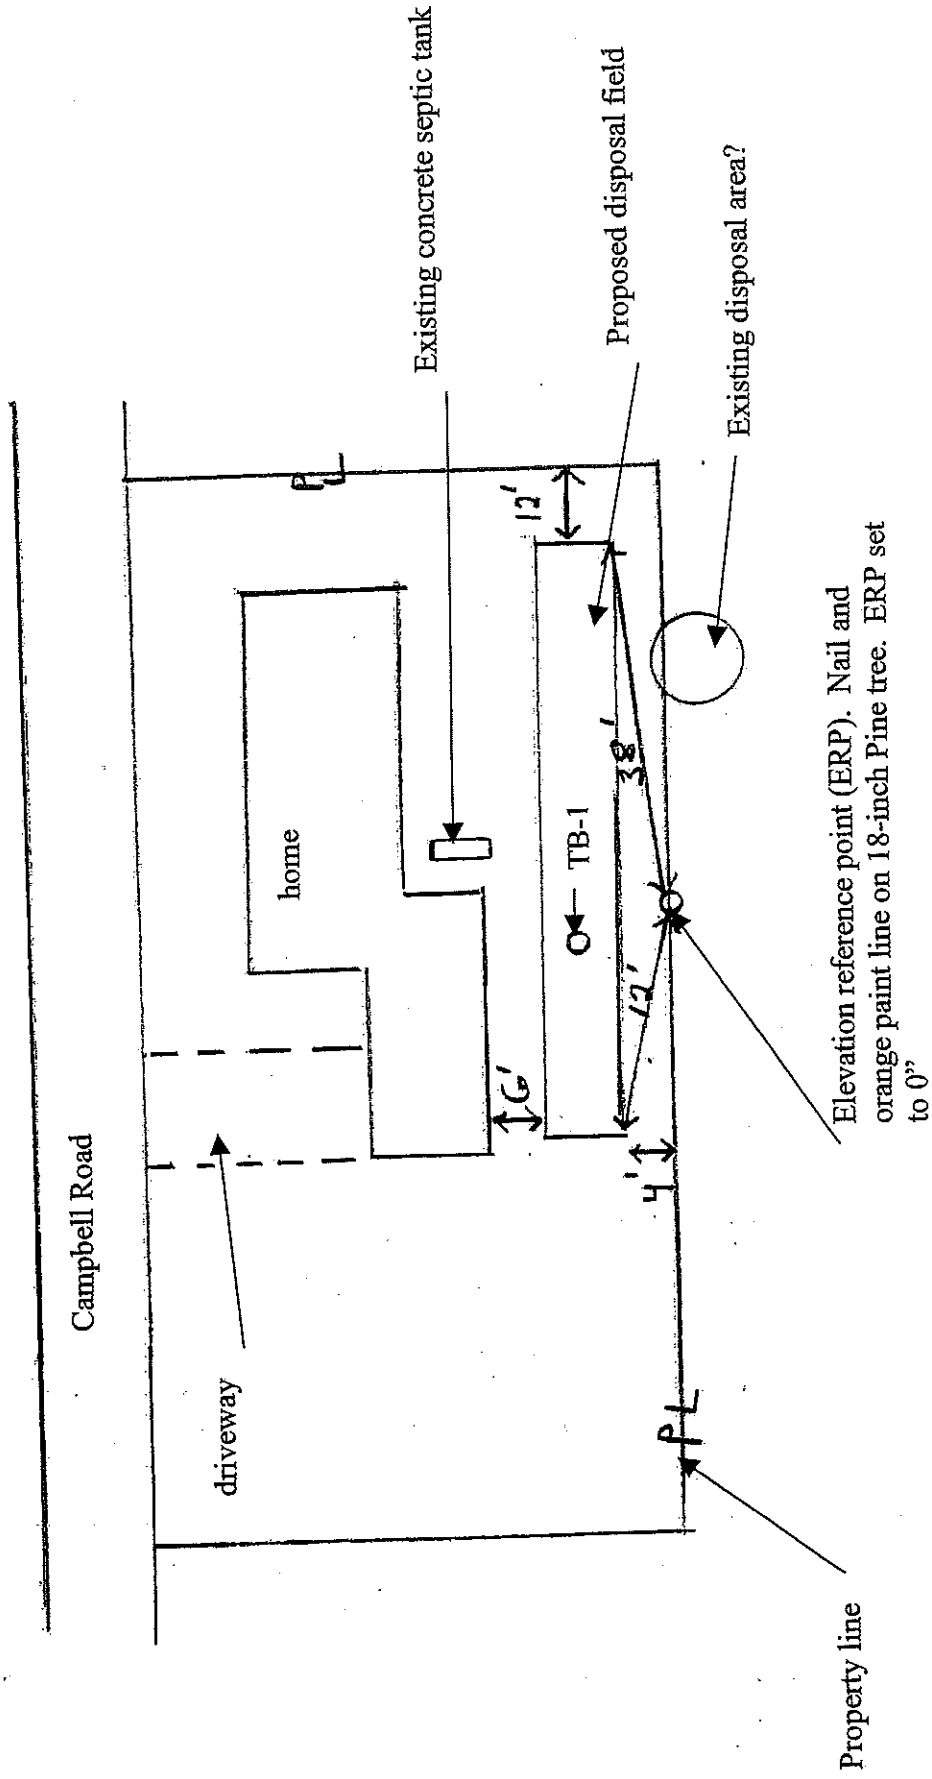 Campbell Road
driveway
home
PL
Existing concrete septic tank
12'
6'
TB-1
Proposed disposal field
38'
12'
4'
Existing disposal area?
PL
Property line
Elevation reference point (ERP). Nail and
orange paint line on 18-inch Pine tree. ERP set
to 0”